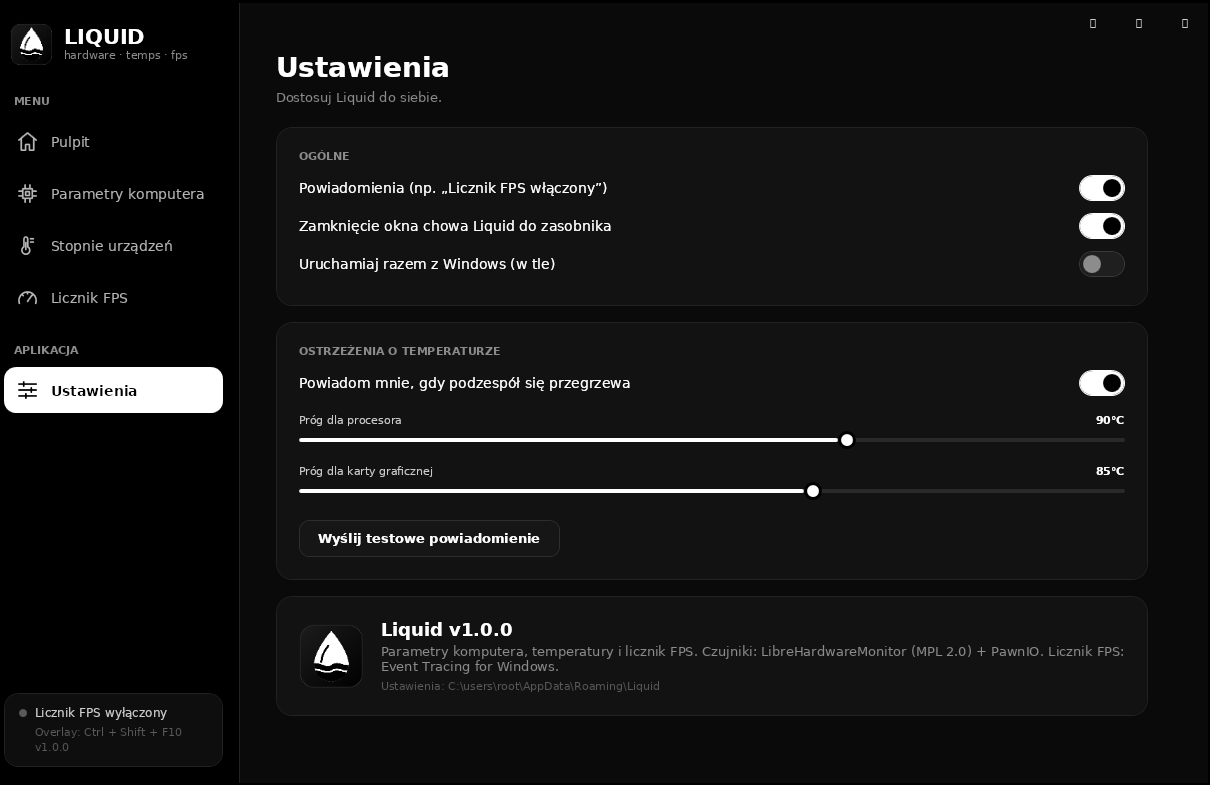 LIQUID
hardware · temps · fps
MENU
Pulpit
Parametry komputera
Stopnie urządzeń
Licznik FPS
APLIKACJA
Ustawienia
Licznik FPS wyłączony
Overlay: Ctrl + Shift + F10
v1.0.0
Ustawienia
Dostosuj Liquid do siebie.
OGÓLNE
Powiadomienia (np. „Licznik FPS włączony”)
Zamknięcie okna chowa Liquid do zasobnika
Uruchamiaj razem z Windows (w tle)
OSTRZEŻENIA O TEMPERATURZE
Powiadom mnie, gdy podzespół się przegrzewa
Próg dla procesora 90°C
Próg dla karty graficznej 85°C
Wyślij testowe powiadomienie
Liquid v1.0.0
Parametry komputera, temperatury i licznik FPS. Czujniki: LibreHardwareMonitor (MPL 2.0) + PawnIO. Licznik FPS:
Event Tracing for Windows.
Ustawienia: C:\users\root\AppData\Roaming\Liquid